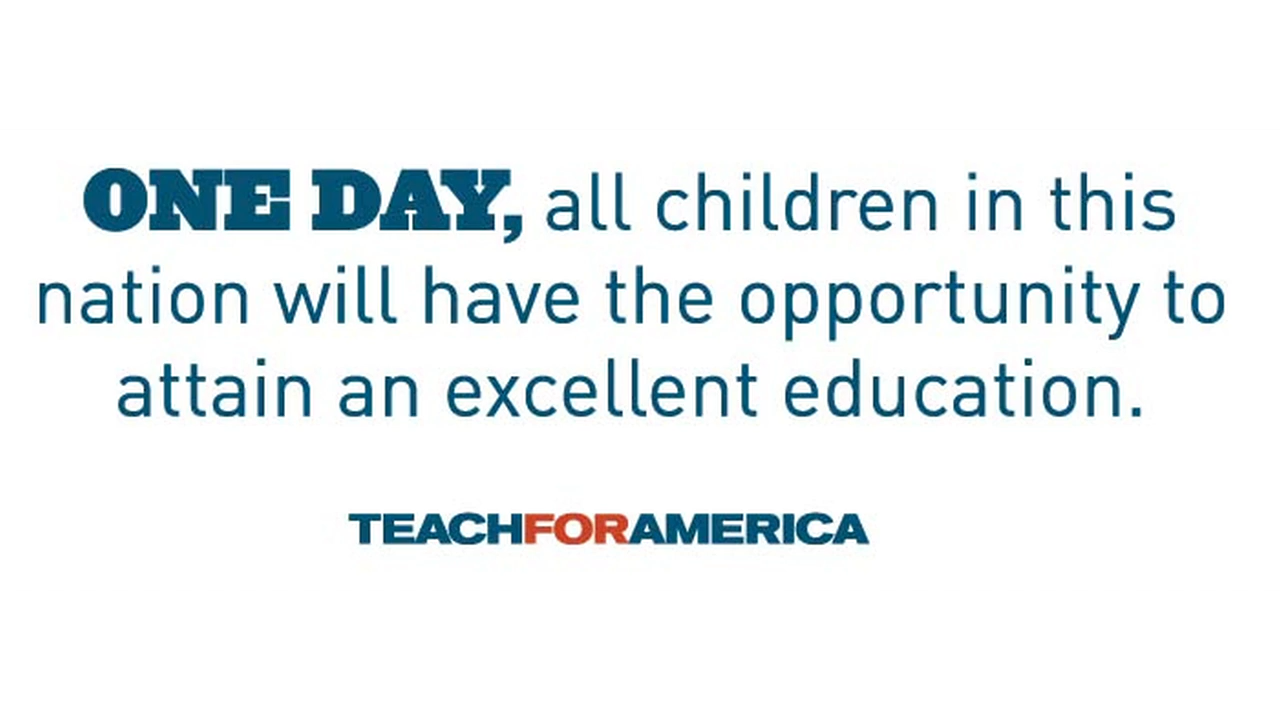 ONE DAY, all children in this
nation will have the opportunity to
attain an excellent education.
TEACHFORAMERICA